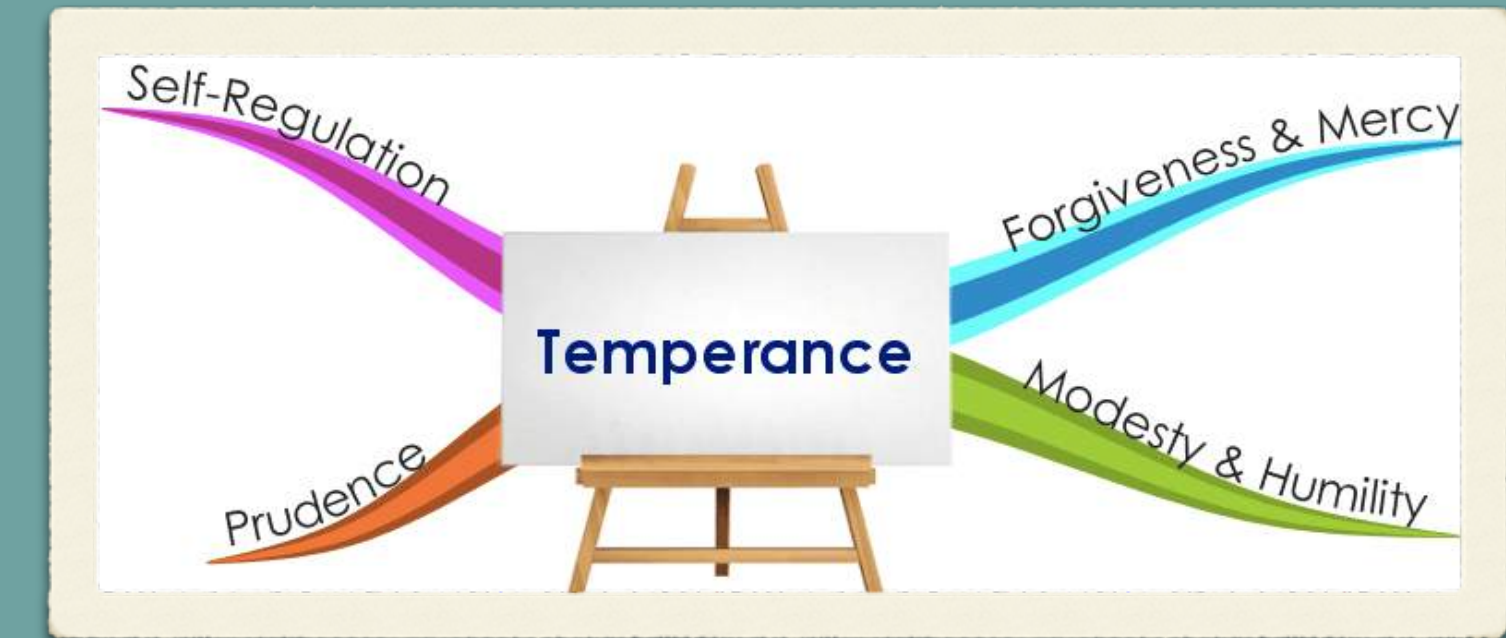 Self-Regulation
Forgiveness & Mercy
Temperance
Prudence
Modesty & Humility